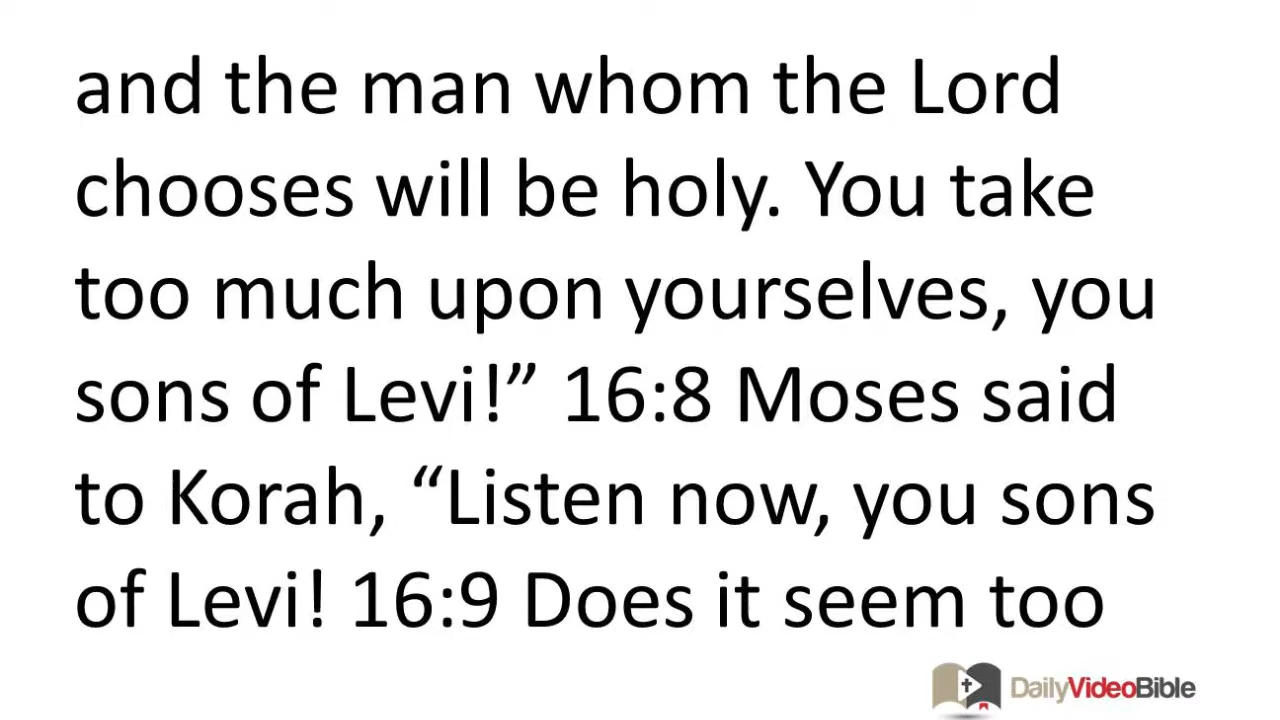 and the man whom the Lord
chooses will be holy. You take
too much upon yourselves, you
sons of Levi!” 16:8 Moses said
to Korah, “Listen now, you sons
of Levi! 16:9 Does it seem too
DailyVideoBible